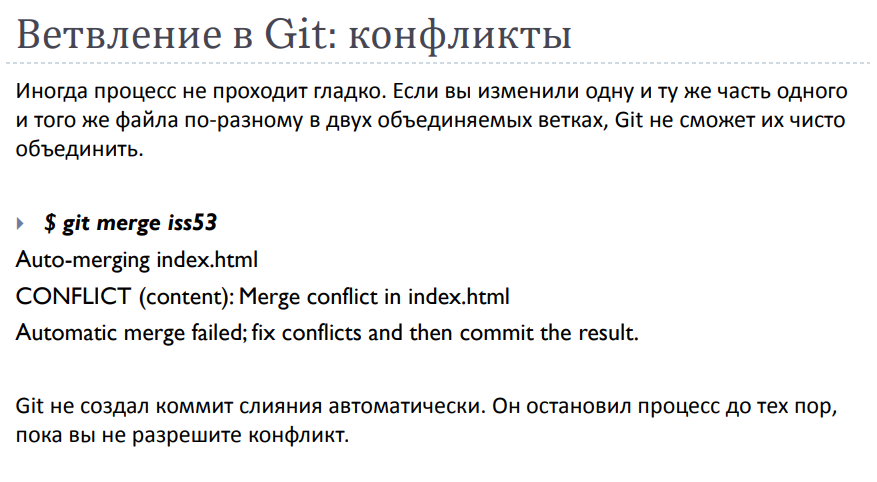 Ветвление в Git: конфликты
Иногда процесс не проходит гладко. Если вы изменили одну и ту же часть одного
и того же файла по-разному в двух объединяемых ветках, Git не сможет их чисто
объединить.
$ git merge iss53
Auto-merging index.html
CONFLICT (content): Merge conflict in index.html
Automatic merge failed; fix conflicts and then commit the result.
Git не создал коммит слияния автоматически. Он остановил процесс до тех пор,
пока вы не разрешите конфликт.